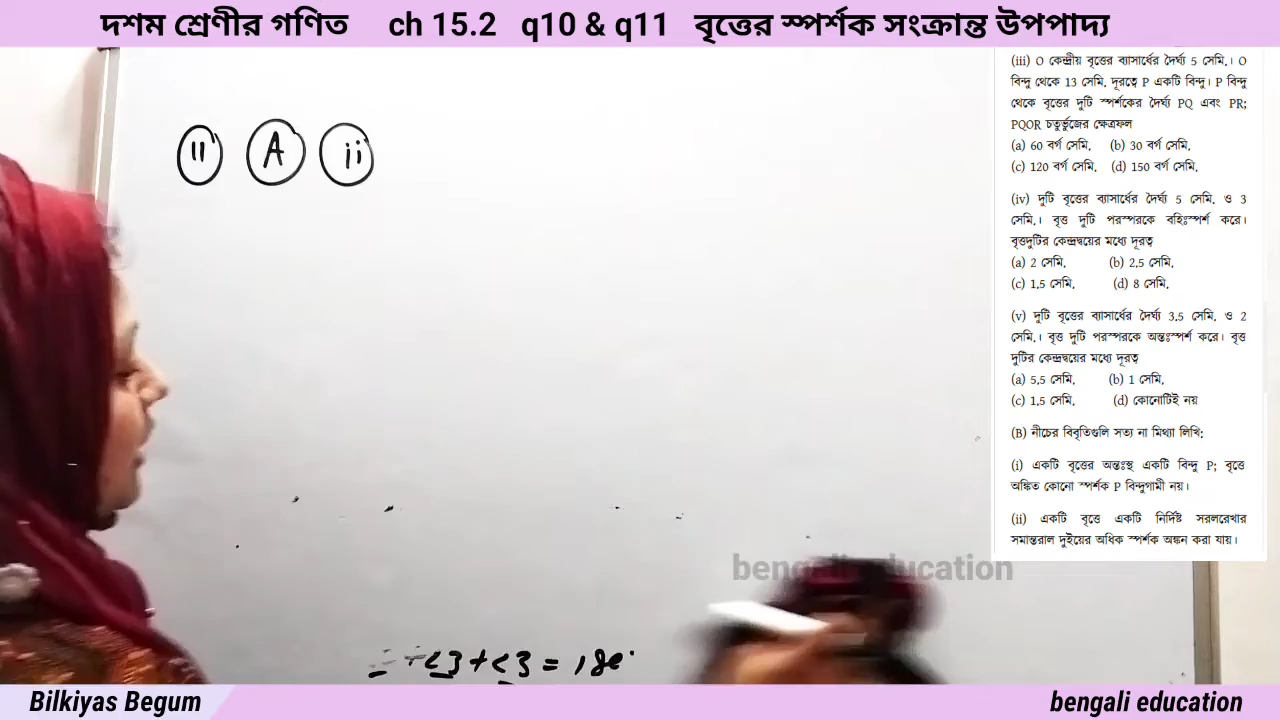 দশম শ্রেণীর গণিত ch 15.2 q10 & q11 বৃত্তের স্পর্শক সংক্রান্ত উপপাদ্য
(iii) O কেন্দ্রীয় বৃত্তের ব্যাসার্ধের দৈর্ঘ্য 5 সেমি.। O
বিন্দু থেকে 13 সেমি. দূরত্বে P একটি বিন্দু। P বিন্দু
থেকে বৃত্তের দুটি স্পর্শকের দৈর্ঘ্য PQ এবং PR;
PQOR চতুর্ভুজের ক্ষেত্রফল
(a) 60 বর্গ সেমি. (b) 30 বর্গ সেমি.
(c) 120 বর্গ সেমি. (d) 150 বর্গ সেমি.
(iv) দুটি বৃত্তের ব্যাসার্ধের দৈর্ঘ্য 5 সেমি. ও 3
সেমি.। বৃত্ত দুটি পরস্পরকে বহিঃস্পর্শ করে।
বৃত্তদুটির কেন্দ্রদ্বয়ের মধ্যে দূরত্ব
(a) 2 সেমি. (b) 2.5 সেমি.
(c) 1.5 সেমি. (d) 8 সেমি.
(v) দুটি বৃত্তের ব্যাসার্ধের দৈর্ঘ্য 3.5 সেমি. ও 2
সেমি.। বৃত্ত দুটি পরস্পরকে অন্তঃস্পর্শ করে। বৃত্ত
দুটির কেন্দ্রদ্বয়ের মধ্যে দূরত্ব
(a) 5.5 সেমি. (b) 1 সেমি.
(c) 1.5 সেমি. (d) কোনোটিই নয়
(B) নীচের বিবৃতিগুলি সত্য না মিথ্যা লিখি:
(i) একটি বৃত্তের অন্তঃস্থ একটি বিন্দু P; বৃত্তে
অঙ্কিত কোনো স্পর্শক P বিন্দুগামী নয়।
(ii) একটি বৃত্তে একটি নির্দিষ্ট সরলরেখার
সমান্তরাল দুইয়ের অধিক স্পর্শক অঙ্কন করা যায়।
11 A ii
bengali education
+<3+<3 = 180°
Bilkiyas Begum
bengali education